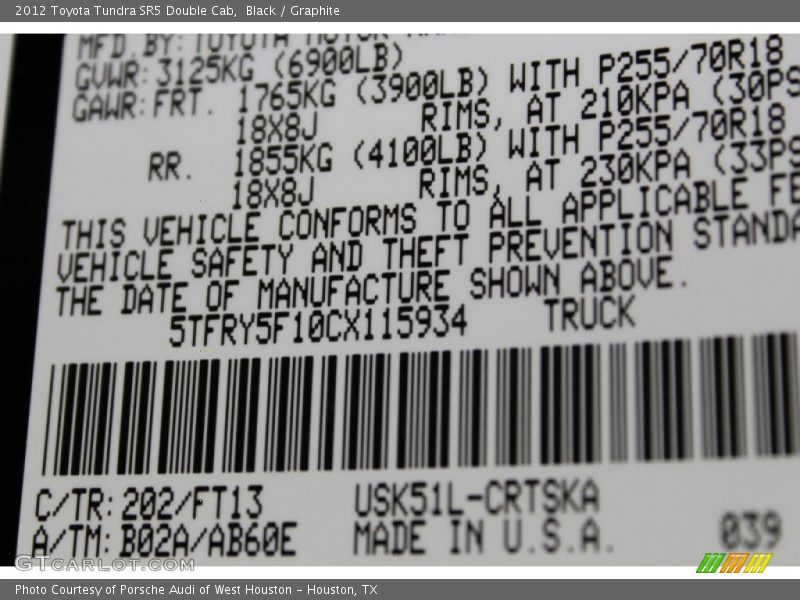 2012 Toyota Tundra SR5 Double Cab, Black / Graphite
MFD. BY: TOYOTA MOTOR
GVWR: 3125KG (6900LB)
GAWR: FRT. 1765KG (3900LB) WITH P255/70R18
18X8J RIMS, AT 210KPA (30PS
RR. 1855KG (4100LB) WITH P255/70R18
18X8J RIMS, AT 230KPA (33PS
THIS VEHICLE CONFORMS TO ALL APPLICABLE FE
VEHICLE SAFETY AND THEFT PREVENTION STANDA
THE DATE OF MANUFACTURE SHOWN ABOVE.
5TFRY5F10CX115934 TRUCK
C/TR: 202/FT13 USK51L-CRTSKA
A/TM: B02A/AB60E MADE IN U.S.A. 039
GTCARLOT.COM
Photo Courtesy of Porsche Audi of West Houston - Houston, TX